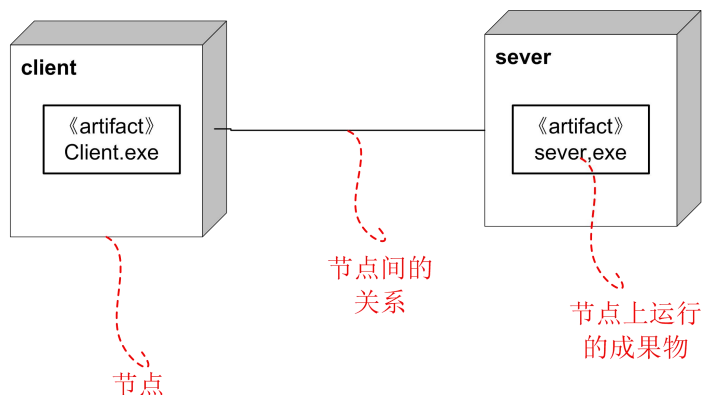 client
《artifact》
Client.exe
sever
《artifact》
sever,exe
节点间的
关系
节点上运行
的成果物
节点